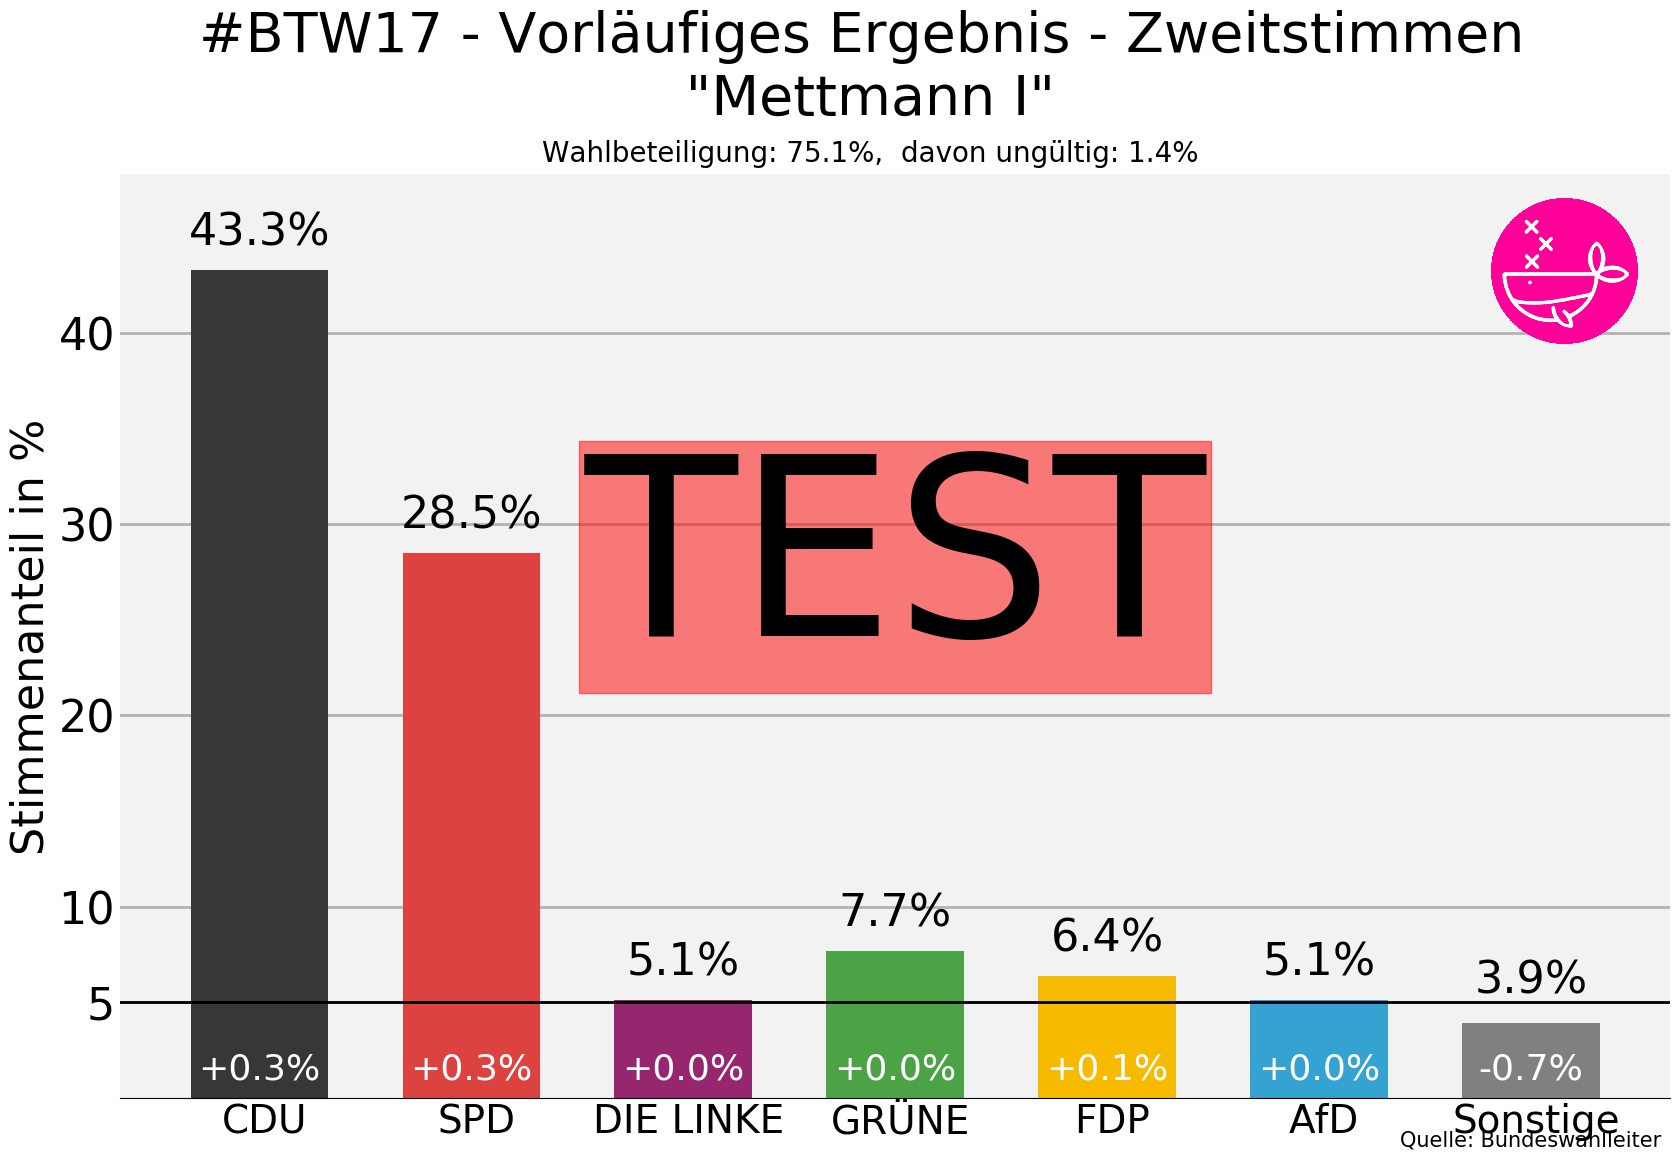 #BTW17 - Vorläufiges Ergebnis - Zweitstimmen
"Mettmann I"
Wahlbeteiligung: 75.1%,  davon ungültig: 1.4%
Stimmenanteil in %
40
30
20
10
5
43.3%
28.5%
5.1%
7.7%
6.4%
5.1%
3.9%
TEST
+0.3%
+0.3%
+0.0%
+0.0%
+0.1%
+0.0%
-0.7%
CDU
SPD
DIE LINKE
GRÜNE
FDP
AfD
Sonstige
Quelle: Bundeswahlleiter